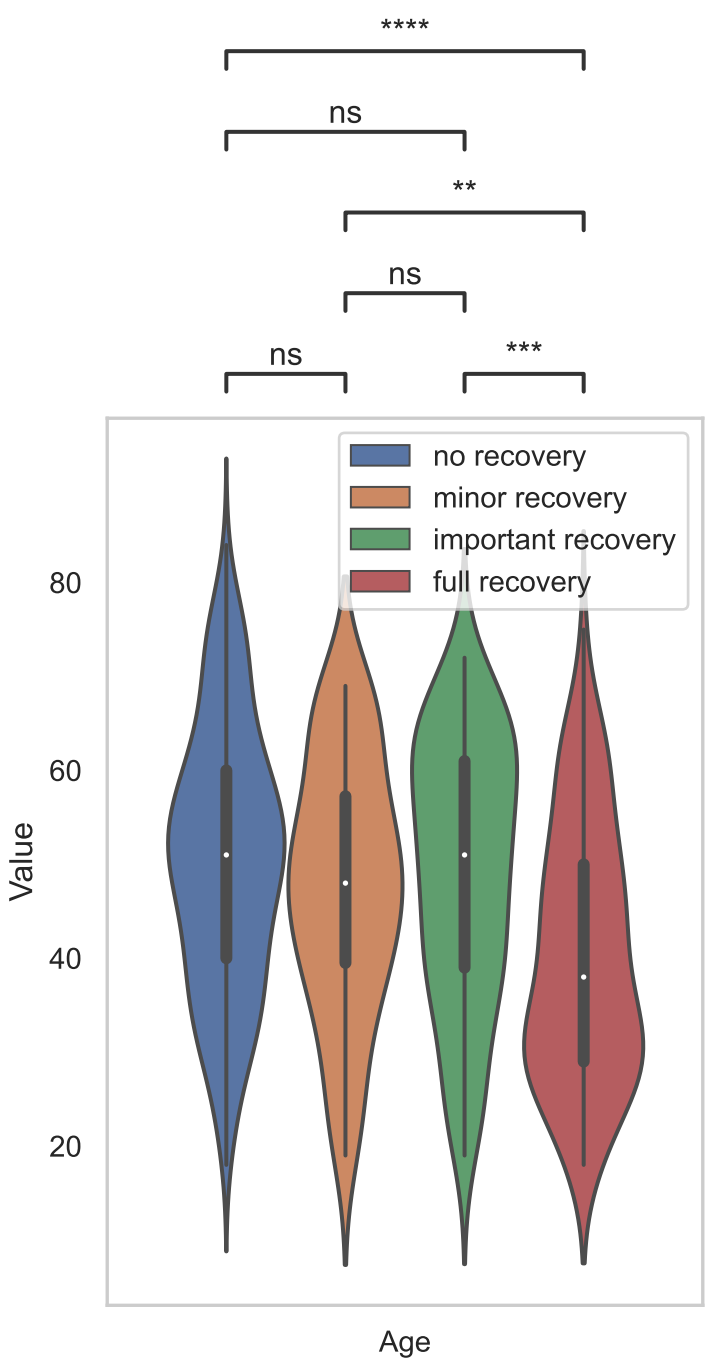 ****
ns
**
ns
ns
***
no recovery
minor recovery
important recovery
full recovery
80
60
40
20
Value
Age